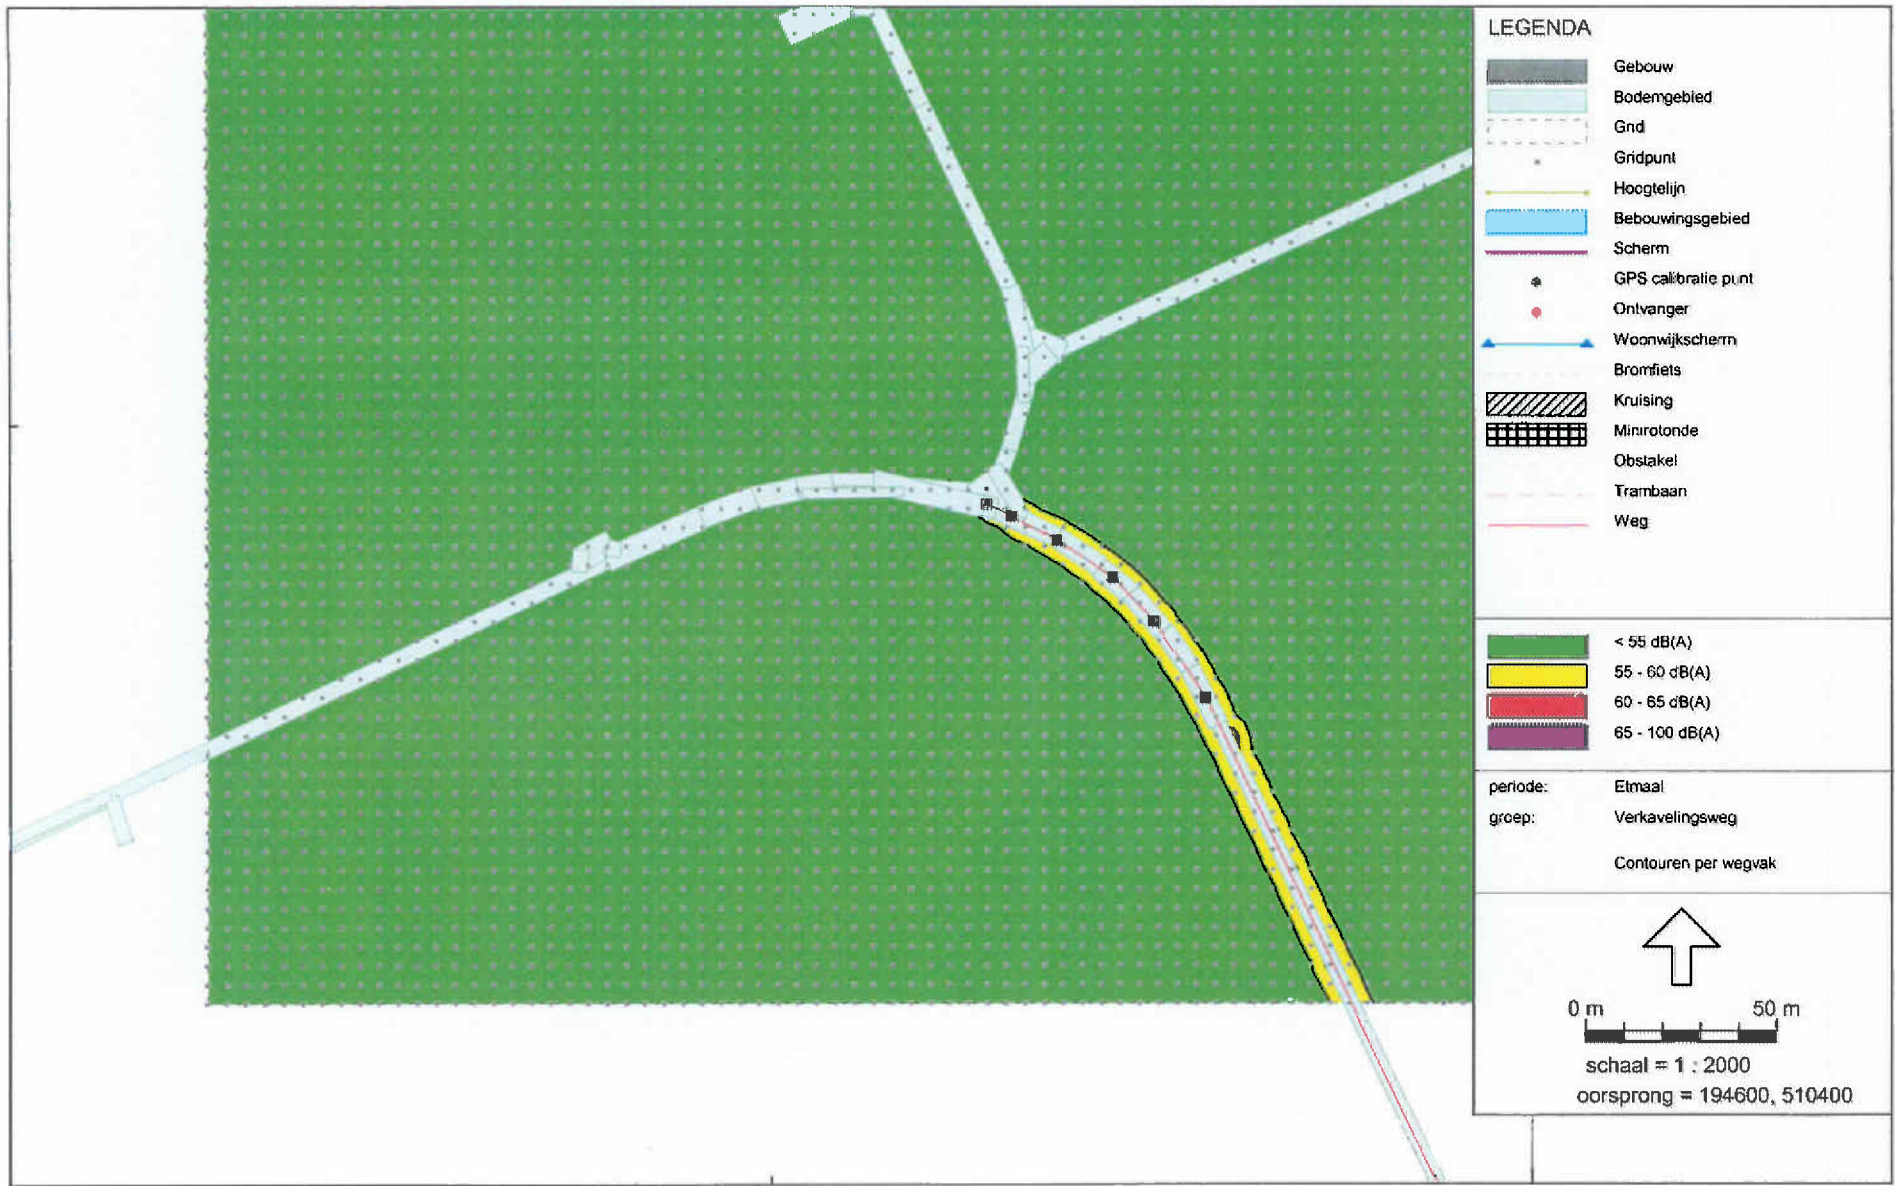 LEGENDA
Gebouw
Bodemgebied
Grid
Gridpunt
Hoogtelijn
Bebouwingsgebied
Scherm
GPS calibratie punt
Ontvanger
Woonwijkscherm
Bromfiets
Kruising
Minirotonde
Obstakel
Trambaan
Weg
< 55 dB(A)
55 - 60 dB(A)
60 - 65 dB(A)
65 - 100 dB(A)
periode: Etmaal
groep: Verkavelingsweg
Contouren per wegvak
0 m 50 m
schaal = 1 : 2000
oorsprong = 194600, 510400